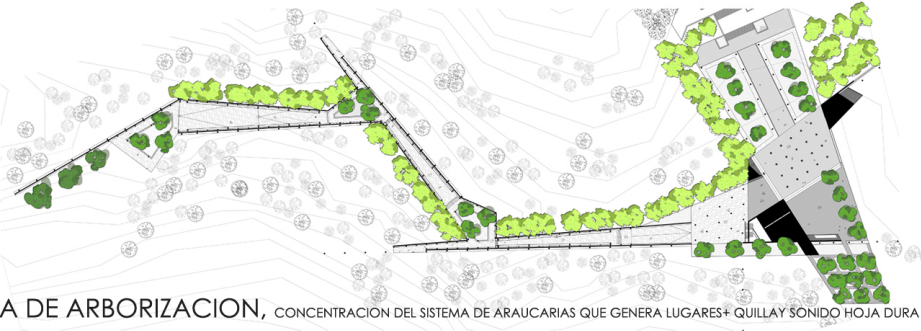 A DE ARBORIZACION, CONCENTRACION DEL SISTEMA DE ARAUCARIAS QUE GENERA LUGARES+ QUILLAY SONIDO HOJA DURA